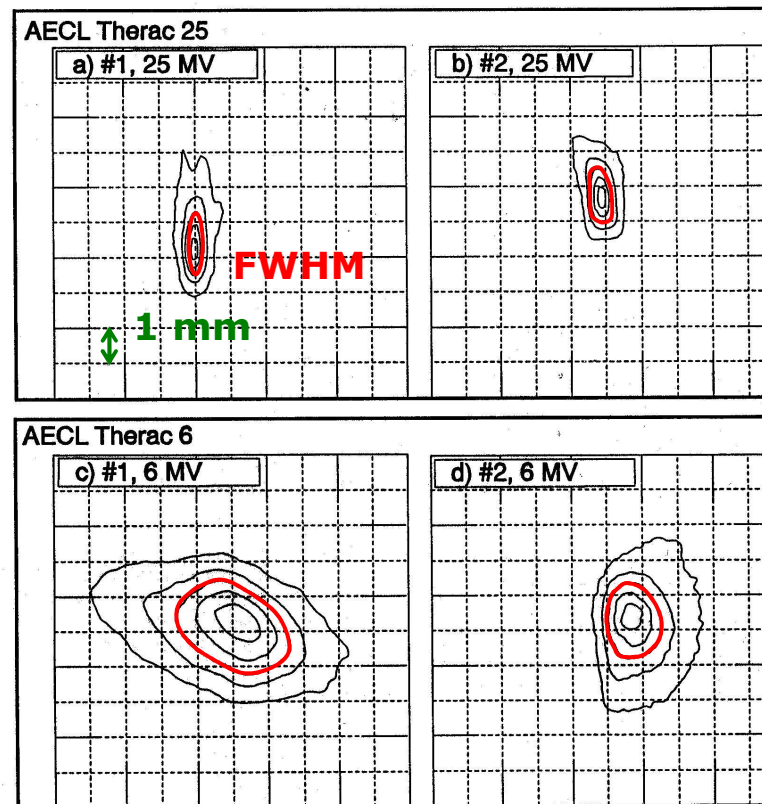 AECL Therac 25
a) #1, 25 MV
b) #2, 25 MV
FWHM
1 mm
AECL Therac 6
c) #1, 6 MV
d) #2, 6 MV